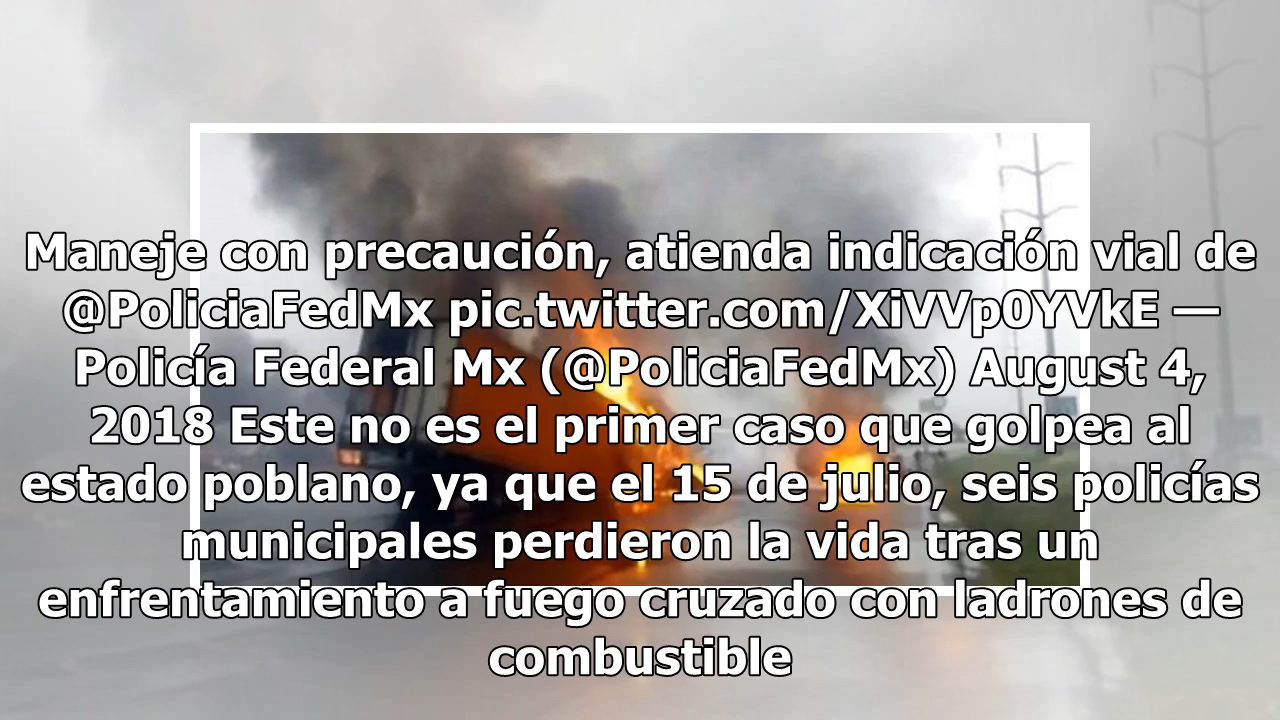 Maneje con precaución, atienda indicación vial de
@PoliciaFedMx pic.twitter.com/XiVVp0YVkE —
Policía Federal Mx (@PoliciaFedMx) August 4,
2018 Este no es el primer caso que golpea al
estado poblano, ya que el 15 de julio, seis policías
municipales perdieron la vida tras un
enfrentamiento a fuego cruzado con ladrones de
combustible